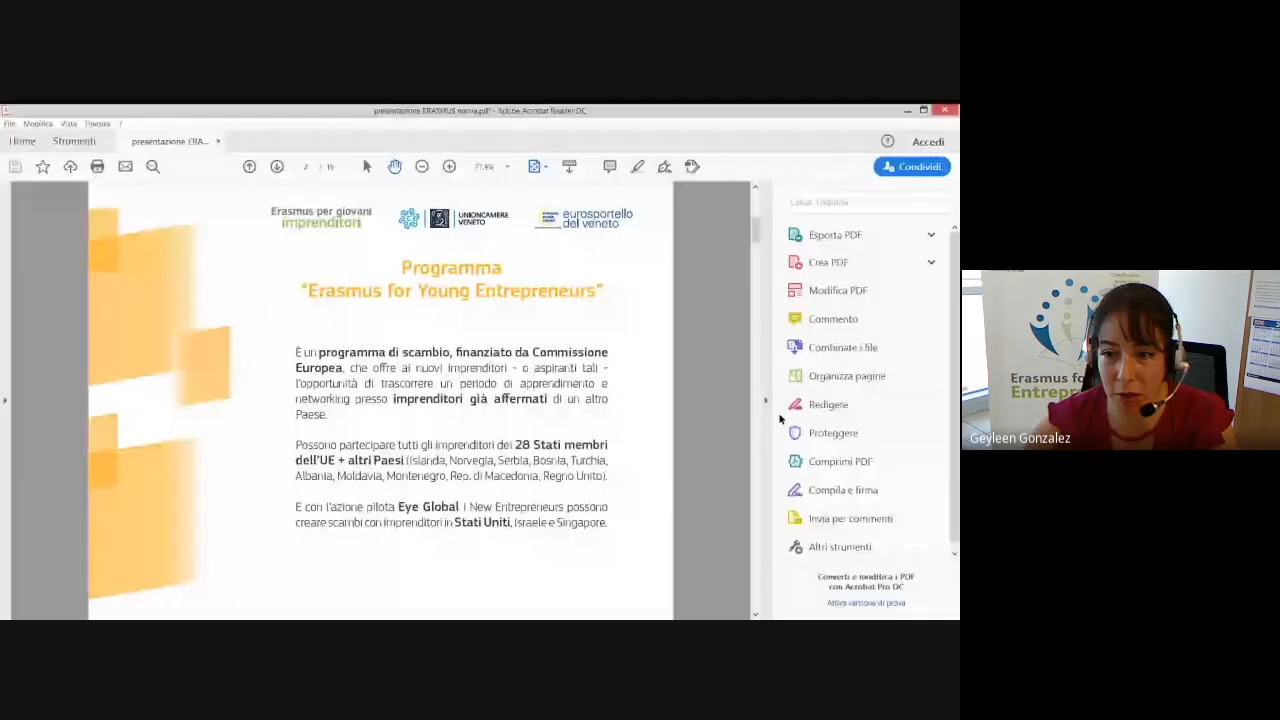 presentazione ERASMUS nuova.pdf - Adobe Acrobat Reader DC
File Modifica Vista Finestra ?
Home Strumenti presentazione ERA... × Accedi
2 / 16 77,4% Condividi
Erasmus per giovani
imprenditori
UNIONCAMERE
VENETO
eurosportello
del veneto
Programma
“Erasmus for Young Entrepreneurs”
È un programma di scambio, finanziato da Commissione
Europea, che offre ai nuovi imprenditori - o aspiranti tali -
l'opportunità di trascorrere un periodo di apprendimento e
networking presso imprenditori già affermati di un altro
Paese.
Possono partecipare tutti gli imprenditori dei 28 Stati membri
dell'UE + altri Paesi (Islanda, Norvegia, Serbia, Bosnia, Turchia,
Albania, Moldavia, Montenegro, Rep. di Macedonia, Regno Unito).
E con l'azione pilota Eye Global i New Entrepreneurs possono
creare scambi con imprenditori in Stati Uniti, Israele e Singapore.
Esporta PDF
Crea PDF
Modifica PDF
Commento
Combinate i file
Organizza pagine
Redigere
Proteggere
Comprimi PDF
Compila e firma
Invia per commenti
Altri strumenti
Converti e modifica i PDF
con Acrobat Pro DC
Attiva versione di prova
Erasmus fo
Entrepre
Geyleen Gonzalez